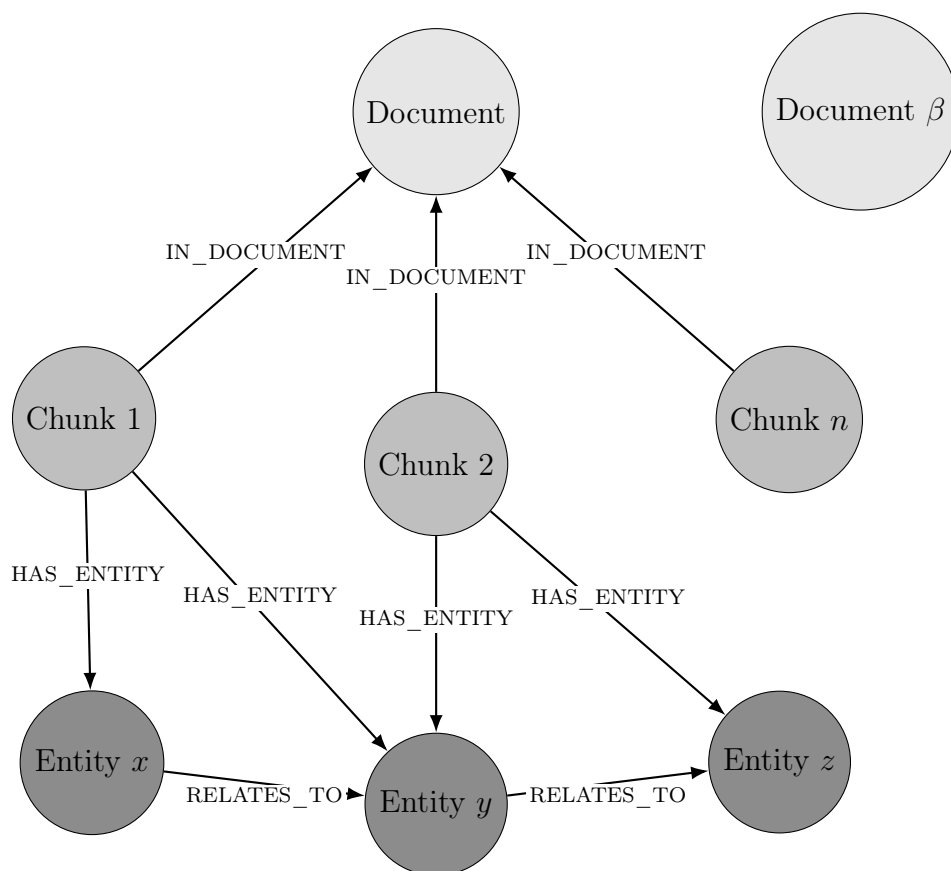 Document
Document β
IN_DOCUMENT
IN_DOCUMENT
IN_DOCUMENT
Chunk 1
Chunk 2
Chunk n
HAS_ENTITY
HAS_ENTITY
HAS_ENTITY
HAS_ENTITY
Entity x
Entity y
Entity z
RELATES_TO
RELATES_TO